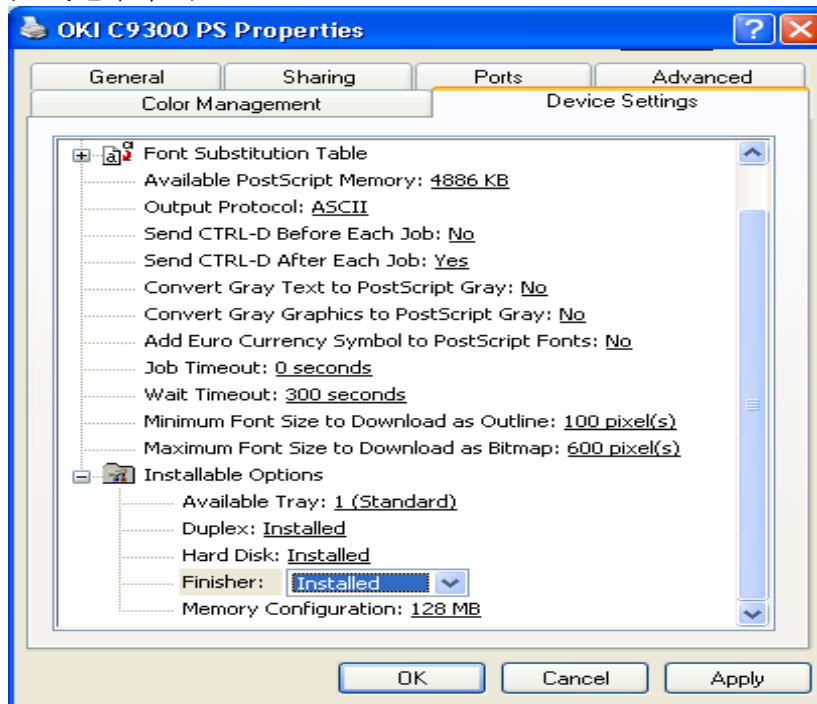 OKI C9300 PS Properties
General Sharing Ports Advanced
Color Management Device Settings
Font Substitution Table
Available PostScript Memory: 4886 KB
Output Protocol: ASCII
Send CTRL-D Before Each Job: No
Send CTRL-D After Each Job: Yes
Convert Gray Text to PostScript Gray: No
Convert Gray Graphics to PostScript Gray: No
Add Euro Currency Symbol to PostScript Fonts: No
Job Timeout: 0 seconds
Wait Timeout: 300 seconds
Minimum Font Size to Download as Outline: 100 pixel(s)
Maximum Font Size to Download as Bitmap: 600 pixel(s)
Installable Options
Available Tray: 1 (Standard)
Duplex: Installed
Hard Disk: Installed
Finisher: Installed
Memory Configuration: 128 MB
OK Cancel Apply